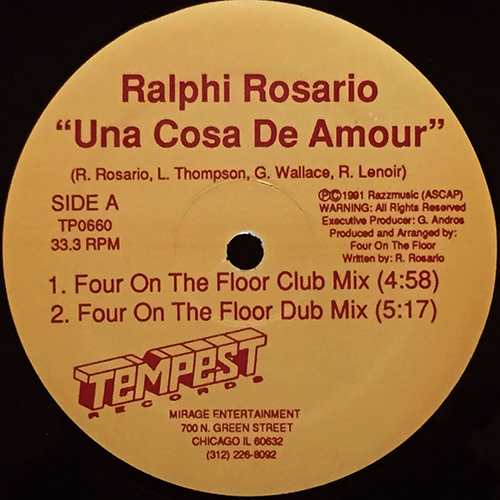 Ralphi Rosario
“Una Cosa De Amour”
(R. Rosario, L. Thompson, G. Wallace, R. Lenoir)
SIDE A
TP0660
33.3 RPM
ⓅⒸ1991 Razzmusic (ASCAP)
WARNING: All Rights Reserved
Executive Producer: G. Andros
Produced and Arranged by:
Four On The Floor
Written by: R. Rosario
1. Four On The Floor Club Mix (4:58)
2. Four On The Floor Dub Mix (5:17)
TEMPEST
RECORDS
MIRAGE ENTERTAINMENT
700 N. GREEN STREET
CHICAGO IL 60632
(312) 226-8092